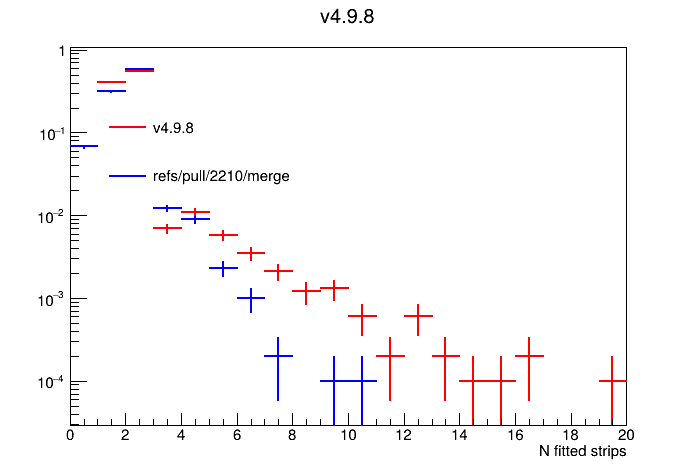 v4.9.8
1
10⁻¹
v4.9.8
refs/pull/2210/merge
10⁻²
10⁻³
10⁻⁴
0 2 4 6 8 10 12 14 16 18 20
N fitted strips